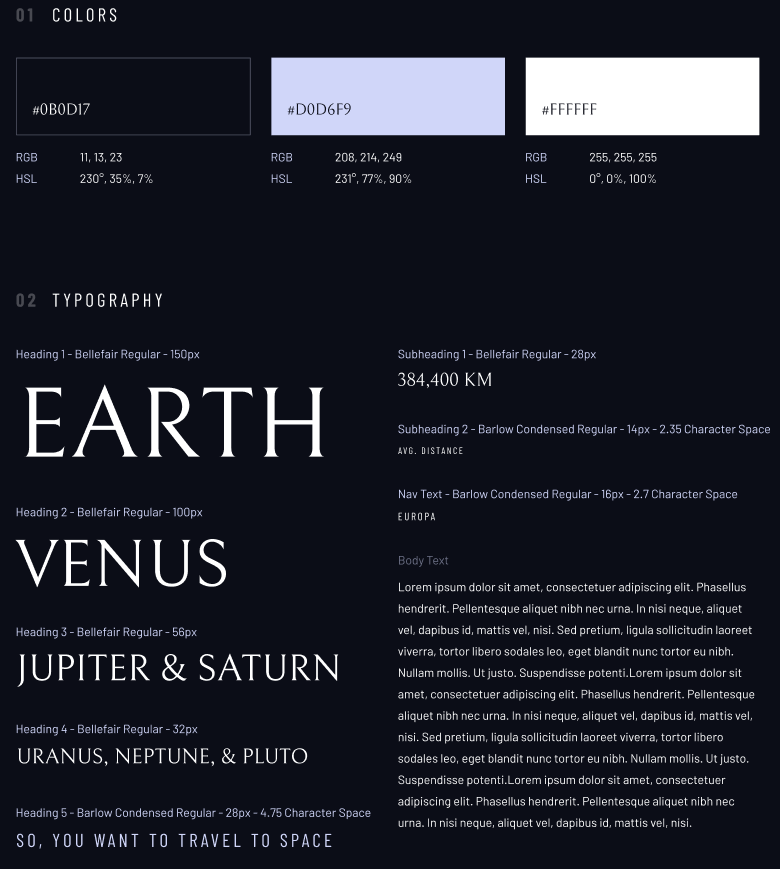 01 COLORS
#0B0D17
#D0D6F9
#FFFFFF
RGB 11, 13, 23
HSL 230°, 35%, 7%
RGB 208, 214, 249
HSL 231°, 77%, 90%
RGB 255, 255, 255
HSL 0°, 0%, 100%
02 TYPOGRAPHY
Heading 1 - Bellefair Regular - 150px
EARTH
Heading 2 - Bellefair Regular - 100px
VENUS
Heading 3 - Bellefair Regular - 56px
JUPITER & SATURN
Heading 4 - Bellefair Regular - 32px
URANUS, NEPTUNE, & PLUTO
Heading 5 - Barlow Condensed Regular - 28px - 4.75 Character Space
SO, YOU WANT TO TRAVEL TO SPACE
Subheading 1 - Bellefair Regular - 28px
384,400 KM
Subheading 2 - Barlow Condensed Regular - 14px - 2.35 Character Space
AVG. DISTANCE
Nav Text - Barlow Condensed Regular - 16px - 2.7 Character Space
EUROPA
Body Text
Lorem ipsum dolor sit amet, consectetuer adipiscing elit. Phasellus
hendrerit. Pellentesque aliquet nibh nec urna. In nisi neque, aliquet
vel, dapibus id, mattis vel, nisi. Sed pretium, ligula sollicitudin laoreet
viverra, tortor libero sodales leo, eget blandit nunc tortor eu nibh.
Nullam mollis. Ut justo. Suspendisse potenti.Lorem ipsum dolor sit
amet, consectetuer adipiscing elit. Phasellus hendrerit. Pellentesque
aliquet nibh nec urna. In nisi neque, aliquet vel, dapibus id, mattis vel,
nisi. Sed pretium, ligula sollicitudin laoreet viverra, tortor libero
sodales leo, eget blandit nunc tortor eu nibh. Nullam mollis. Ut justo.
Suspendisse potenti.Lorem ipsum dolor sit amet, consectetuer
adipiscing elit. Phasellus hendrerit. Pellentesque aliquet nibh nec
urna. In nisi neque, aliquet vel, dapibus id, mattis vel, nisi.